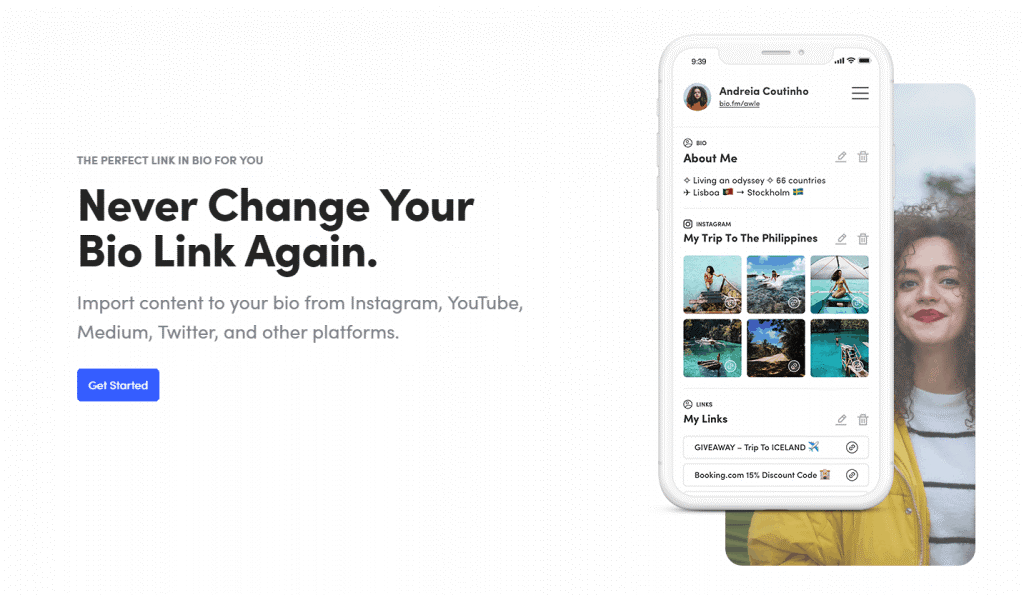 THE PERFECT LINK IN BIO FOR YOU
Never Change Your
Bio Link Again.
Import content to your bio from Instagram, YouTube,
Medium, Twitter, and other platforms.
Get Started
9:39
Andreia Coutinho
bio.fm/awle
BIO
About Me
✧ Living an odyssey ✧ 66 countries
✈ Lisboa 🇵🇹 → Stockholm 🇸🇪
INSTAGRAM
My Trip To The Philippines
LINKS
My Links
GIVEAWAY – Trip To ICELAND ✈️
Booking.com 15% Discount Code 🏨